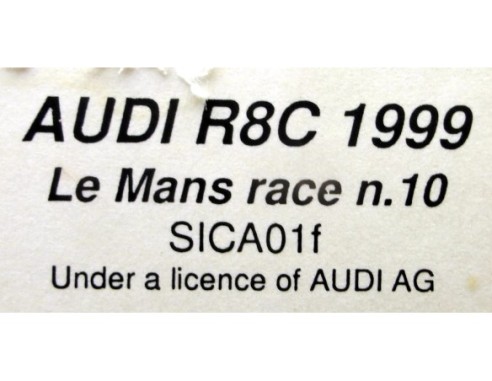 AUDI R8C 1999
Le Mans race n.10
SICA01f
Under a licence of AUDI AG